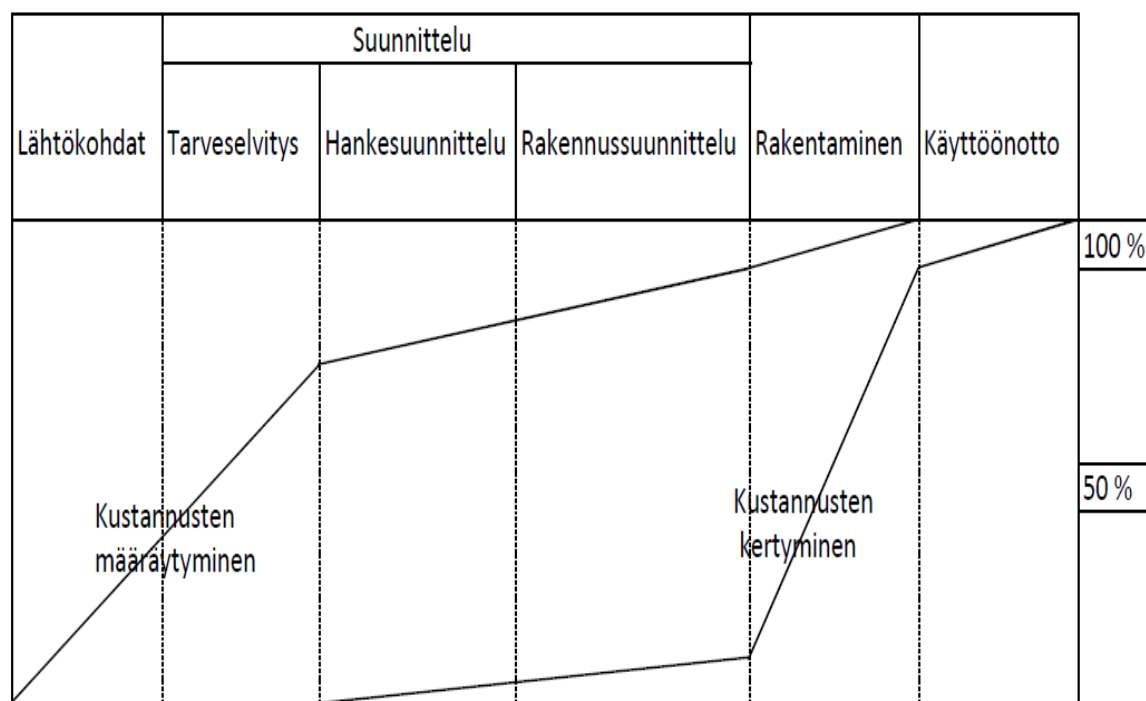 Suunnittelu
Lähtökohdat
Tarveselvitys
Hankesuunnittelu
Rakennussuunnittelu
Rakentaminen
Käyttöönotto
100 %
50 %
Kustannusten
määräytyminen
Kustannusten
kertyminen